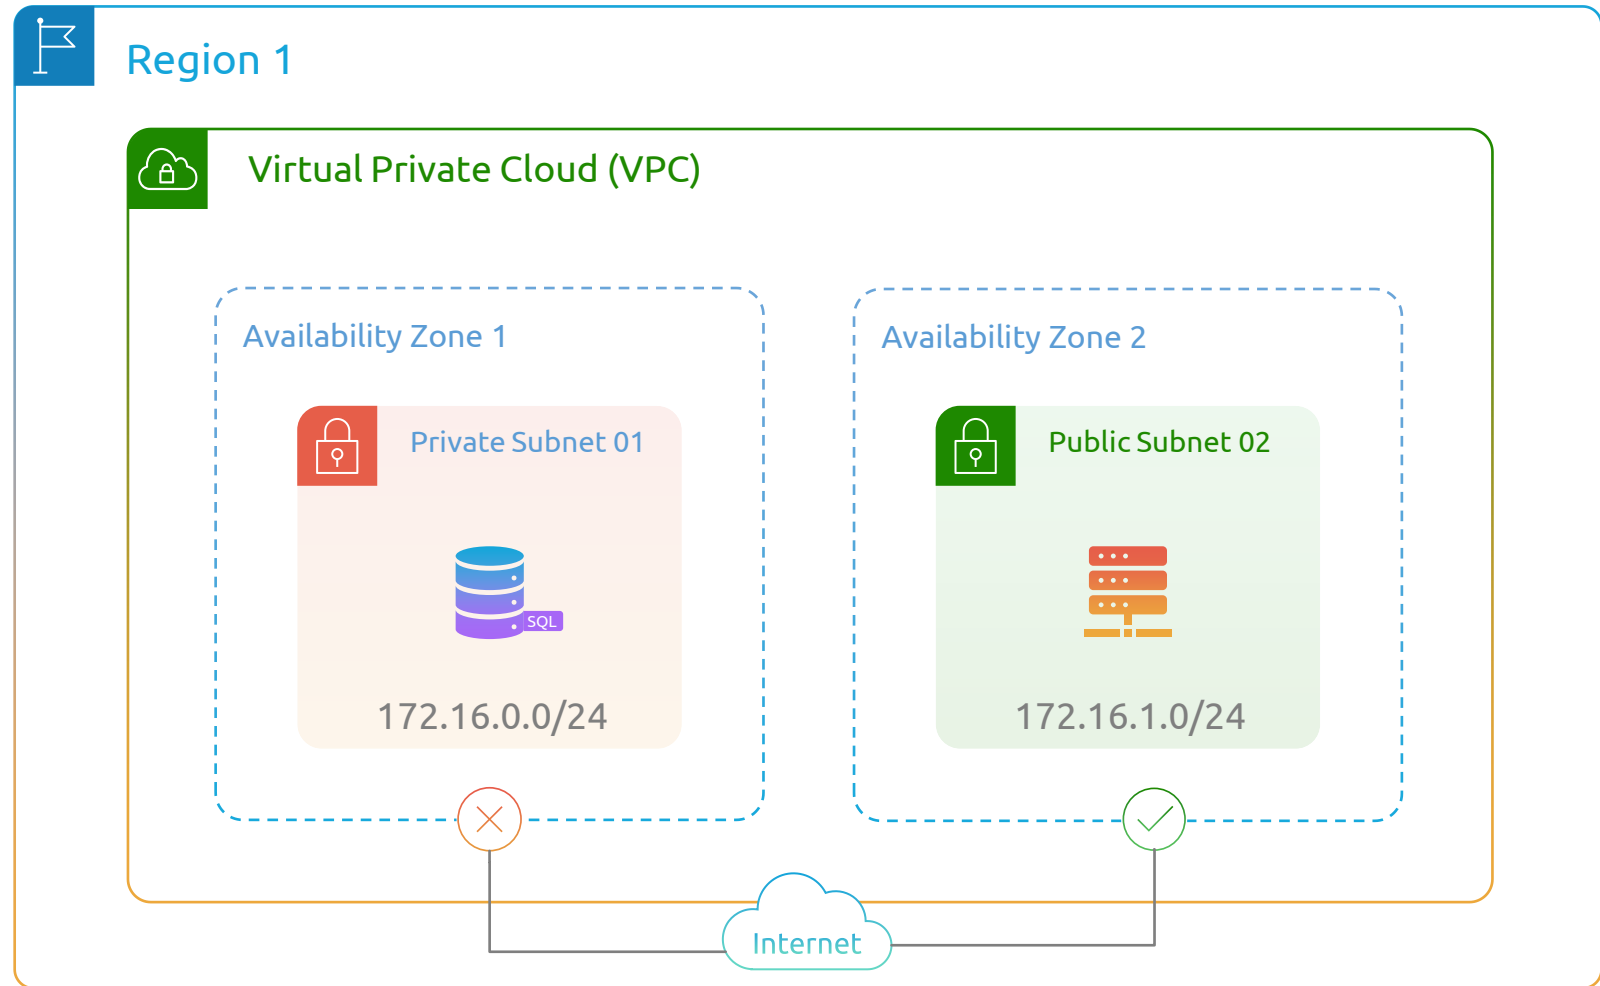 Region 1
Virtual Private Cloud (VPC)
Availability Zone 1
Availability Zone 2
Private Subnet 01
Public Subnet 02
SQL
172.16.0.0/24
172.16.1.0/24
Internet